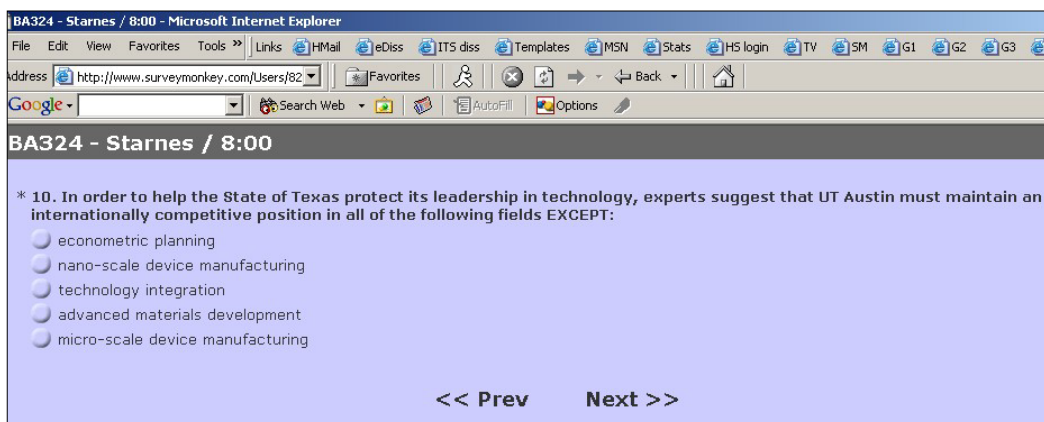 BA324 - Starnes / 8:00 - Microsoft Internet Explorer
File Edit View Favorites Tools » Links HMail eDiss ITS diss Templates MSN Stats HS login TV SM G1 G2 G3
Address http://www.surveymonkey.com/Users/82 Favorites Back
Google Search Web AutoFill Options
BA324 - Starnes / 8:00
* 10. In order to help the State of Texas protect its leadership in technology, experts suggest that UT Austin must maintain an
internationally competitive position in all of the following fields EXCEPT:
econometric planning
nano-scale device manufacturing
technology integration
advanced materials development
micro-scale device manufacturing
<< Prev Next >>